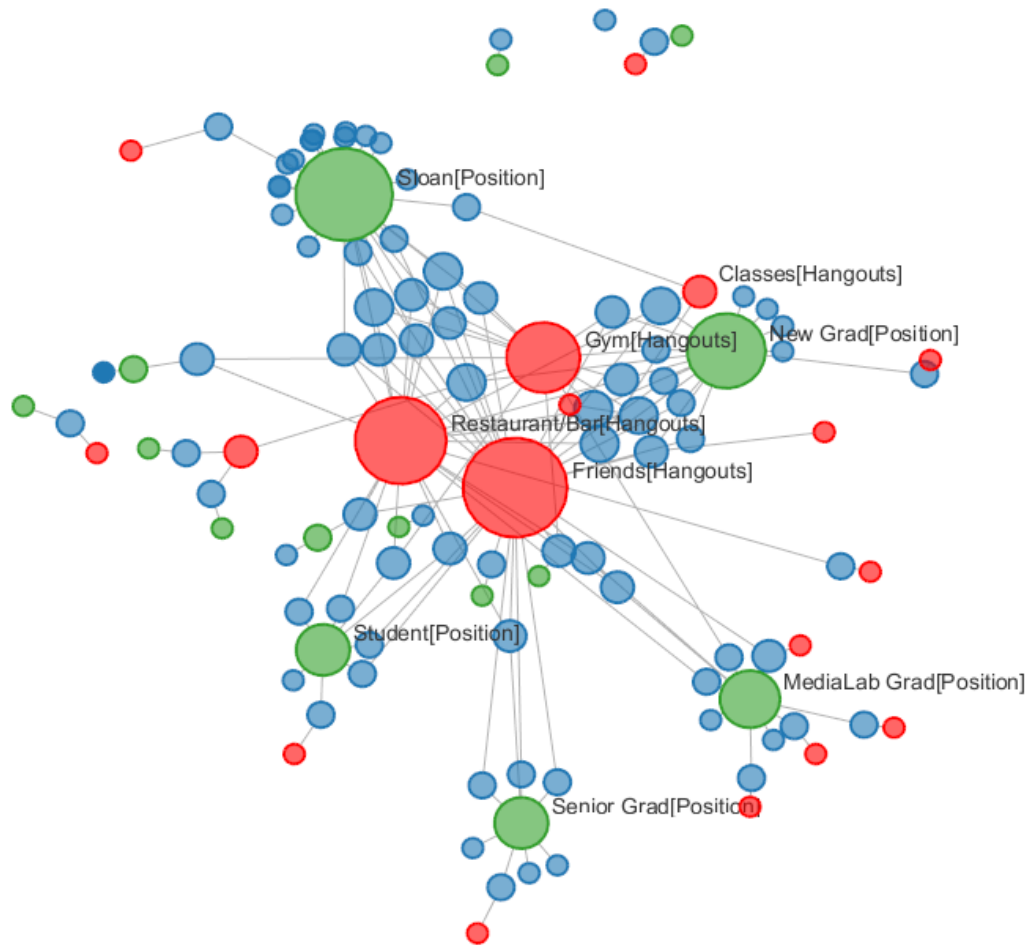 Sloan[Position]
Classes[Hangouts]
New Grad[Position]
Gym[Hangouts]
Restaurant/Bar[Hangouts]
Friends[Hangouts]
Student[Position]
MediaLab Grad[Position]
Senior Grad[Position]